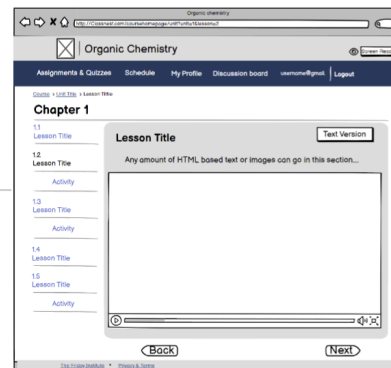 Organic chemistry
Organic Chemistry
Screen Rea
Assignments & Quizzes Schedule My Profile Discussion board username@gmail Logout
Course › Unit Title › Lesson Title
Chapter 1
1.1
Lesson Title
1.2
Lesson Title
Activity
1.3
Lesson Title
Activity
1.4
Lesson Title
1.5
Lesson Title
Activity
Lesson Title
Text Version
Any amount of HTML based text or images can go in this section...
Back
Next
The Friday Institute • Privacy & Terms